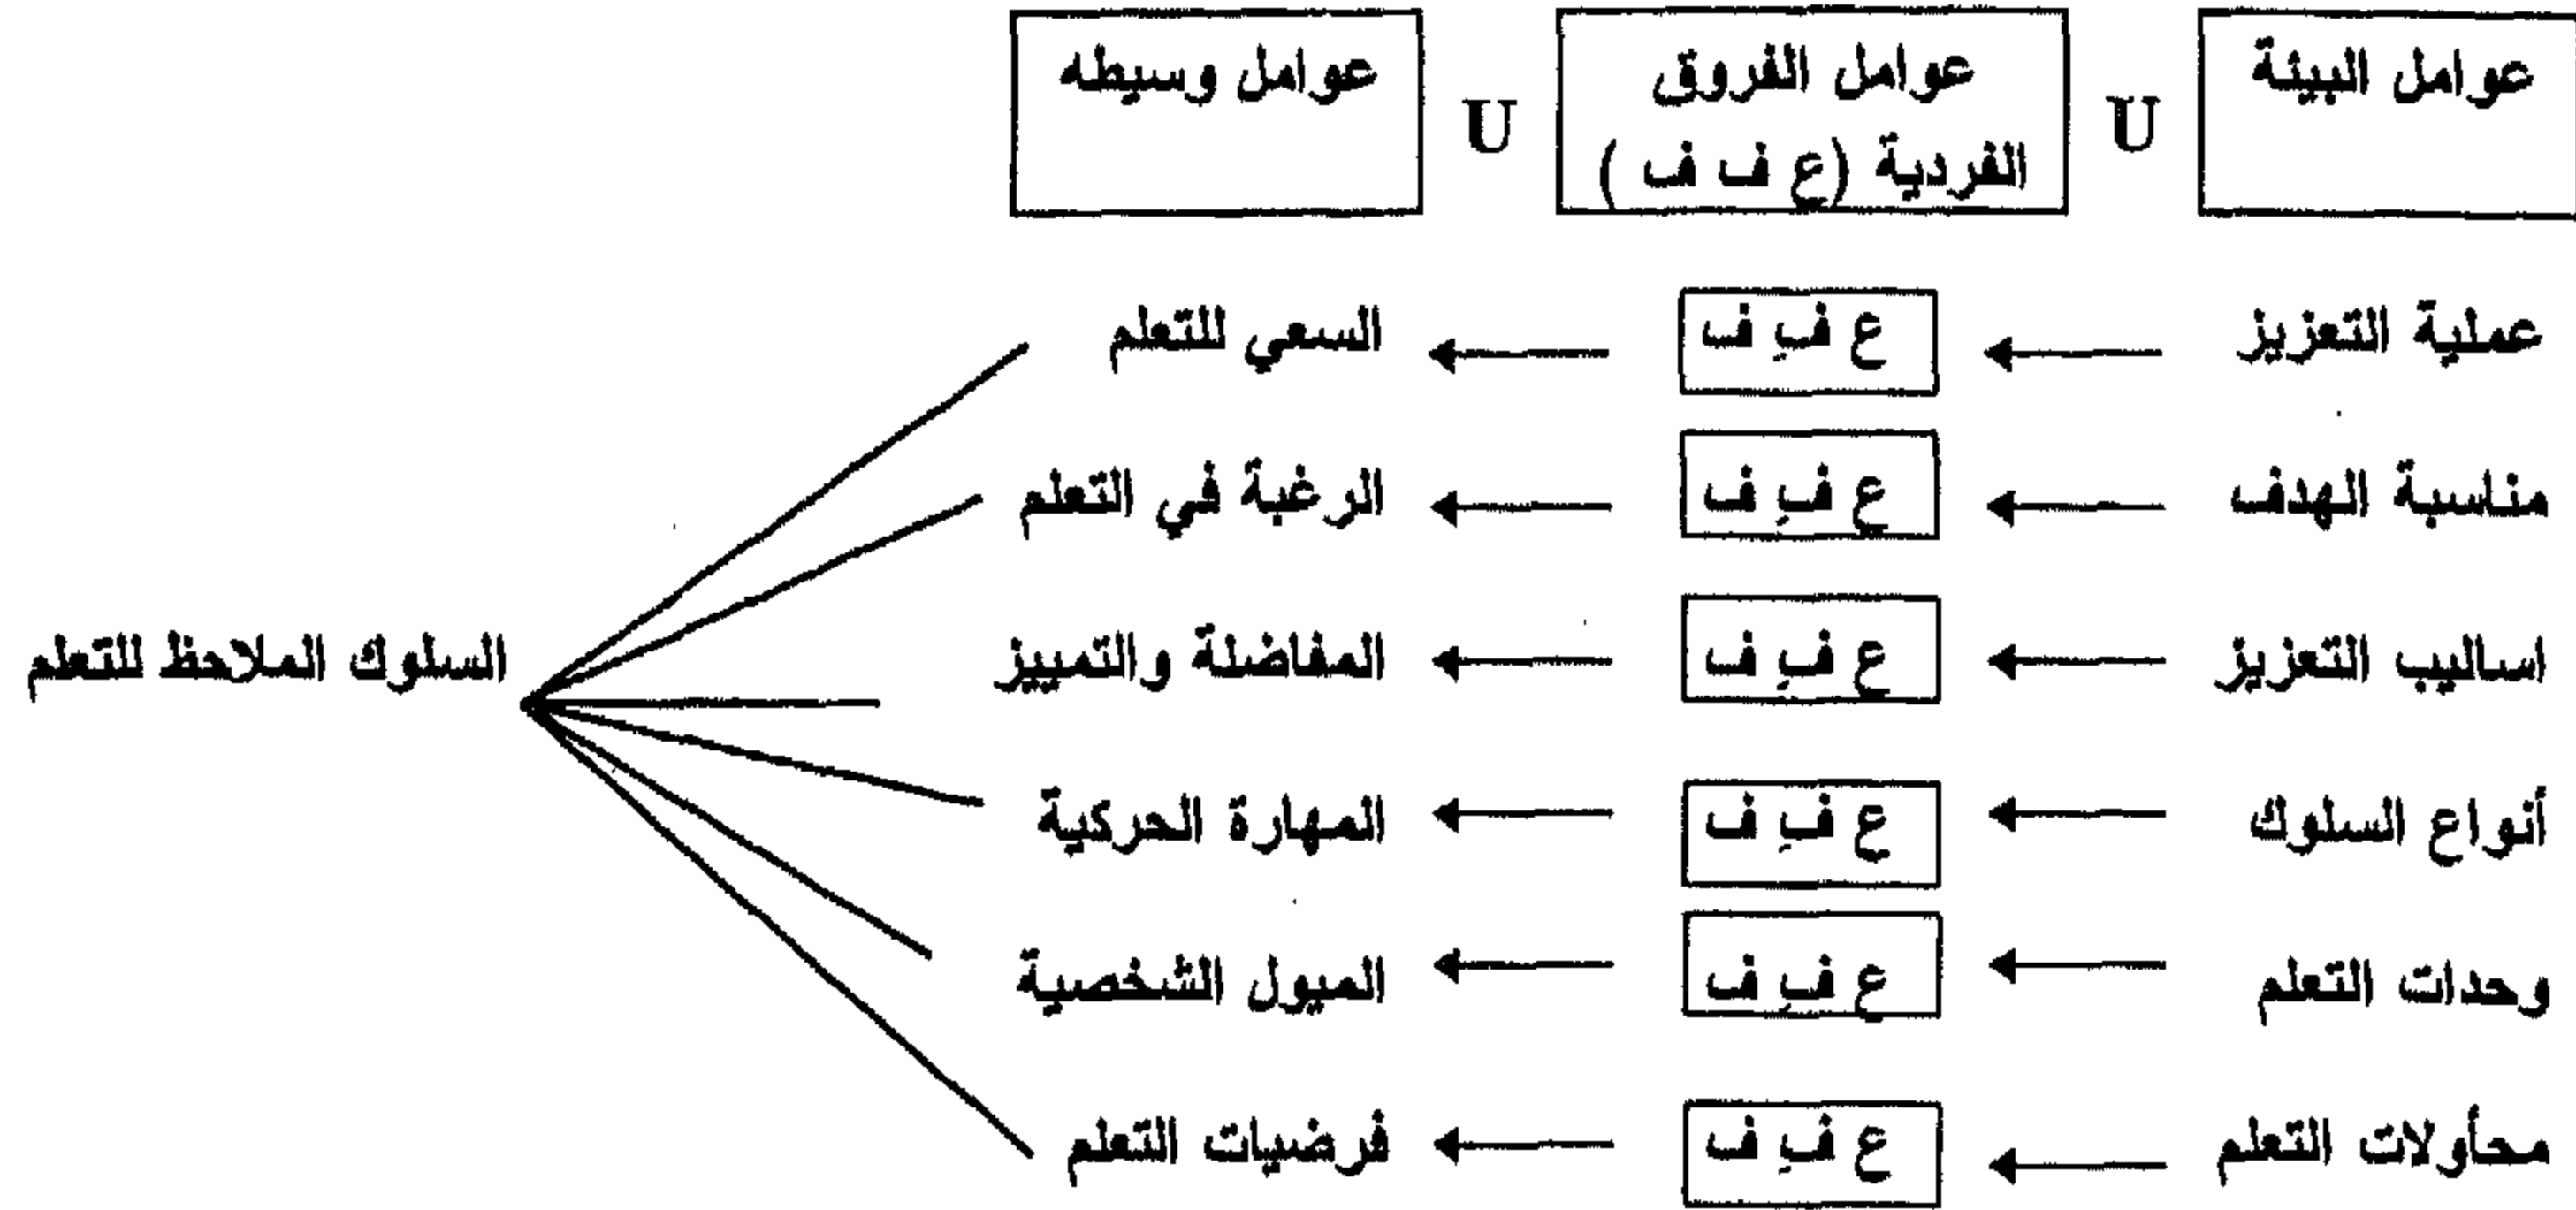 عوامل البيئة
U
عوامل الفروق
الفردية (ع ف ف )
U
عوامل وسيطه
عملية التعزيز
ع ف ف
السعي للتعلم
مناسبة الهدف
ع ف ف
الرغبة في التعلم
اساليب التعزيز
ع ف ف
المفاضلة والتمييز
السلوك الملاحظ للتعلم
أنواع السلوك
ع ف ف
المهارة الحركية
وحدات التعلم
ع ف ف
الميول الشخصية
محأولات التعلم
ع ف ف
فرضيات التعلم